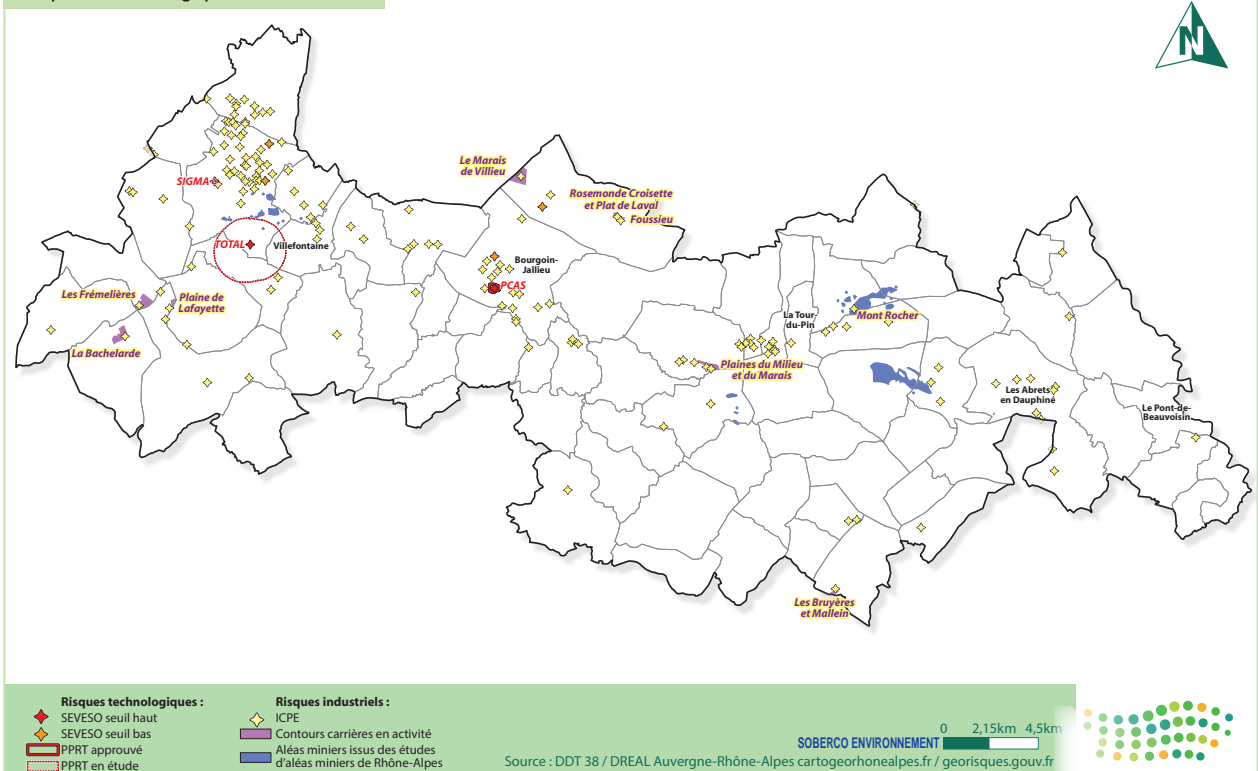 N
Le Marais
de Villieu
Rosemonde Croisette
et Plat de Laval
Foussieu
SIGMA
TOTAL
Villefontaine
Bourgoin-
Jallieu
PCAS
Les Frémelières
Plaine de
Lafayette
La Bachelarde
La Tour-
du-Pin
Mont Rocher
Plaines du Milieu
et du Marais
Les Abrets
en Dauphiné
Le Pont-de-
Beauvoisin
Les Bruyères
et Mallein
Risques technologiques :
SEVESO seuil haut
SEVESO seuil bas
PPRT approuvé
PPRT en étude
Risques industriels :
ICPE
Contours carrières en activité
Aléas miniers issus des études
d'aléas miniers de Rhône-Alpes
SOBERCO ENVIRONNEMENT
0 2,15km 4,5km
Source : DDT 38 / DREAL Auvergne-Rhône-Alpes cartogeorhonealpes.fr / georisques.gouv.fr